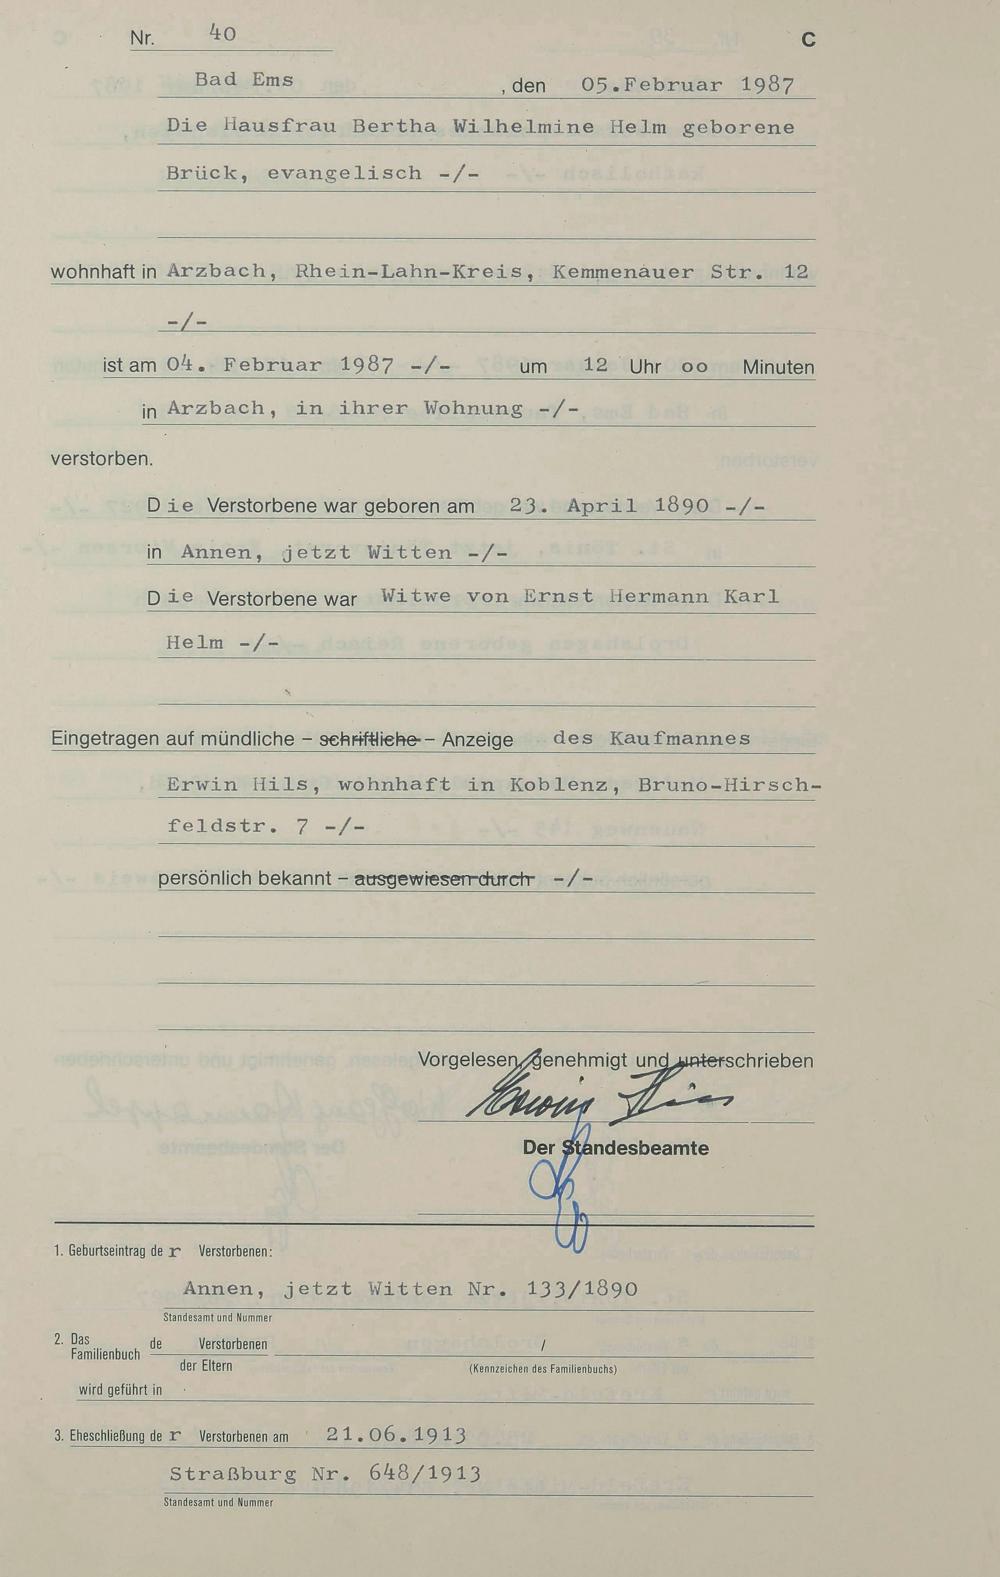 Nr. 40 C
Bad Ems , den 05.Februar 1987
Die Hausfrau Bertha Wilhelmine Helm geborene
Brück, evangelisch -/-
wohnhaft in Arzbach, Rhein-Lahn-Kreis, Kemmenauer Str. 12
-/-
ist am 04. Februar 1987 -/- um 12 Uhr oo Minuten
in Arzbach, in ihrer Wohnung -/-
verstorben.
Die Verstorbene war geboren am 23. April 1890 -/-
in Annen, jetzt Witten -/-
Die Verstorbene war Witwe von Ernst Hermann Karl
Helm -/-
Eingetragen auf mündliche – schriftliche – Anzeige des Kaufmannes
Erwin Hils, wohnhaft in Koblenz, Bruno-Hirsch-
feldstr. 7 -/-
persönlich bekannt – ausgewiesen durch -/-
Vorgelesen, genehmigt und unterschrieben
Erwin Hils
Der Standesbeamte
1. Geburtseintrag der Verstorbenen:
Annen, jetzt Witten Nr. 133/1890
Standesamt und Nummer
2. Das Familienbuch de Verstorbenen /
der Eltern (Kennzeichen des Familienbuchs)
wird geführt in
3. Eheschließung der Verstorbenen am 21.06.1913
Straßburg Nr. 648/1913
Standesamt und Nummer